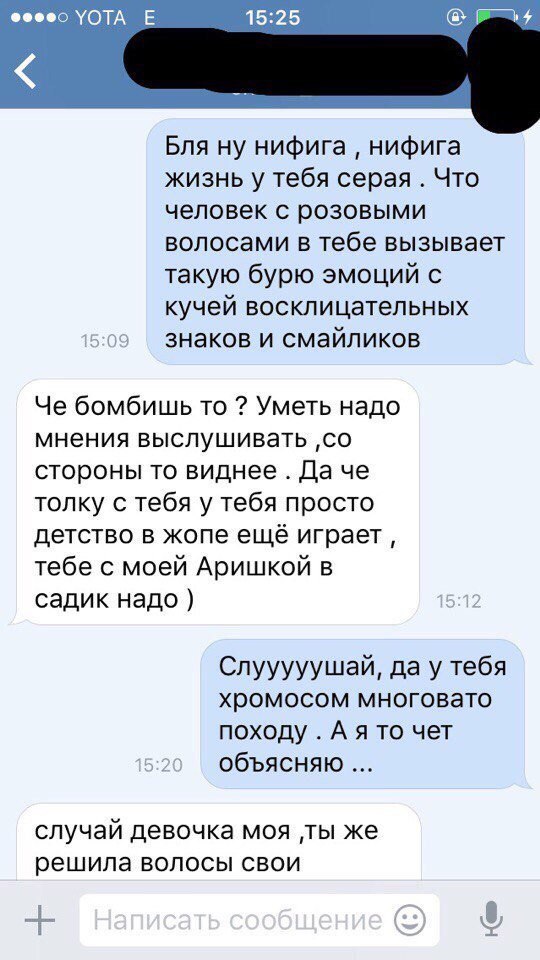 YOTA E 15:25
Бля ну нифига , нифига
жизнь у тебя серая . Что
человек с розовыми
волосами в тебе вызывает
такую бурю эмоций с
кучей восклицательных
знаков и смайликов
15:09
Че бомбишь то ? Уметь надо
мнения выслушивать ,со
стороны то виднее . Да че
толку с тебя у тебя просто
детство в жопе ещё играет ,
тебе с моей Аришкой в
садик надо )
15:12
Слууууушай, да у тебя
хромосом многовато
походу . А я то чет
объясняю ...
15:20
случай девочка моя ,ты же
решила волосы свои
Написать сообщение